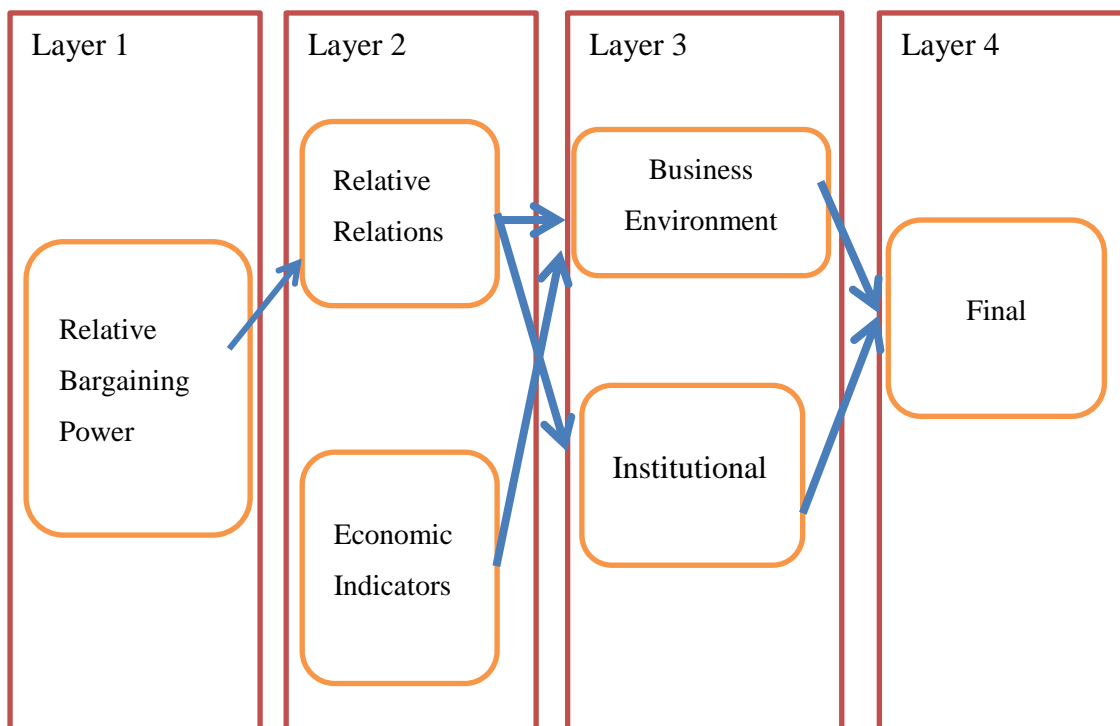 Layer 1
Relative
Bargaining
Power
Layer 2
Relative
Relations
Economic
Indicators
Layer 3
Business
Environment
Institutional
Layer 4
Final